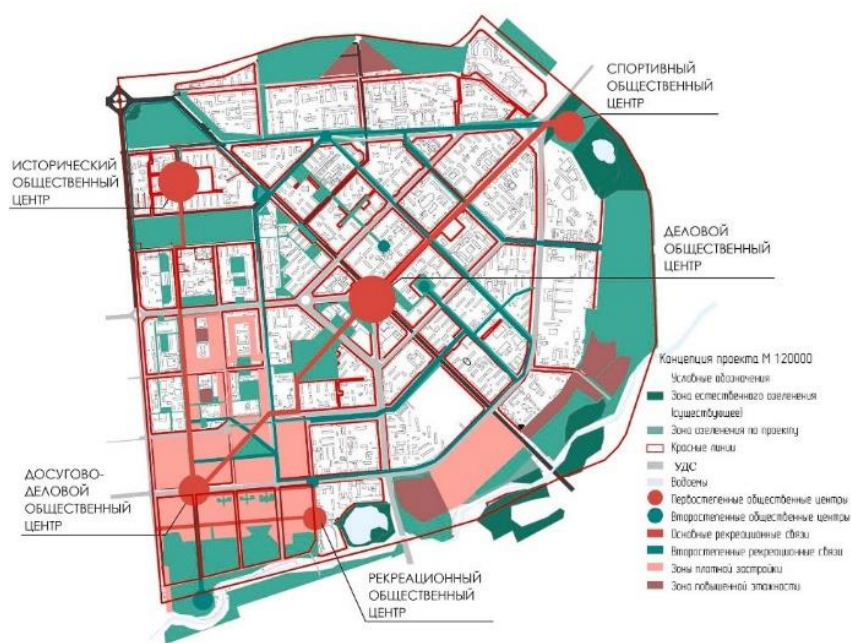 СПОРТИВНЫЙ
ОБЩЕСТВЕННЫЙ
ЦЕНТР
ИСТОРИЧЕСКИЙ
ОБЩЕСТВЕННЫЙ
ЦЕНТР
ДЕЛОВОЙ
ОБЩЕСТВЕННЫЙ
ЦЕНТР
ДОСУГОВО-
ДЕЛОВОЙ
ОБЩЕСТВЕННЫЙ
ЦЕНТР
РЕКРЕАЦИОННЫЙ
ОБЩЕСТВЕННЫЙ
ЦЕНТР
Концепция проекта М 1:20000
Условные обозначения
Зона естественного озеленения
(существующее)
Зона озеленения по проекту
Красные линии
УДС
Водоемы
Первостепенные общественные центры
Второстепенные общественные центры
Основные рекреационные связи
Второстепенные рекреационные связи
Зоны плотной застройки
Зона повышенной этажности